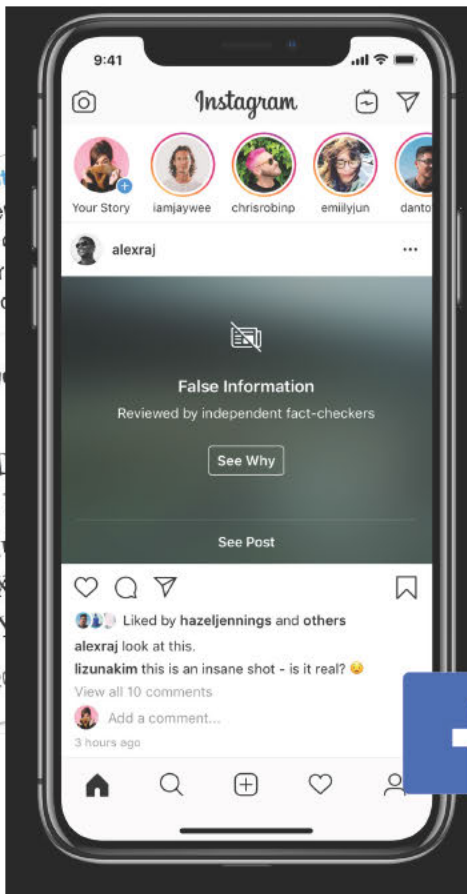 9:41
Instagram
Your Story iamjaywee chrisrobinp emiilyjun danto
alexraj
False Information
Reviewed by independent fact-checkers
See Why
See Post
Liked by hazeljennings and others
alexraj look at this.
lizunakim this is an insane shot - is it real? 😜
View all 10 comments
Add a comment...
3 hours ago